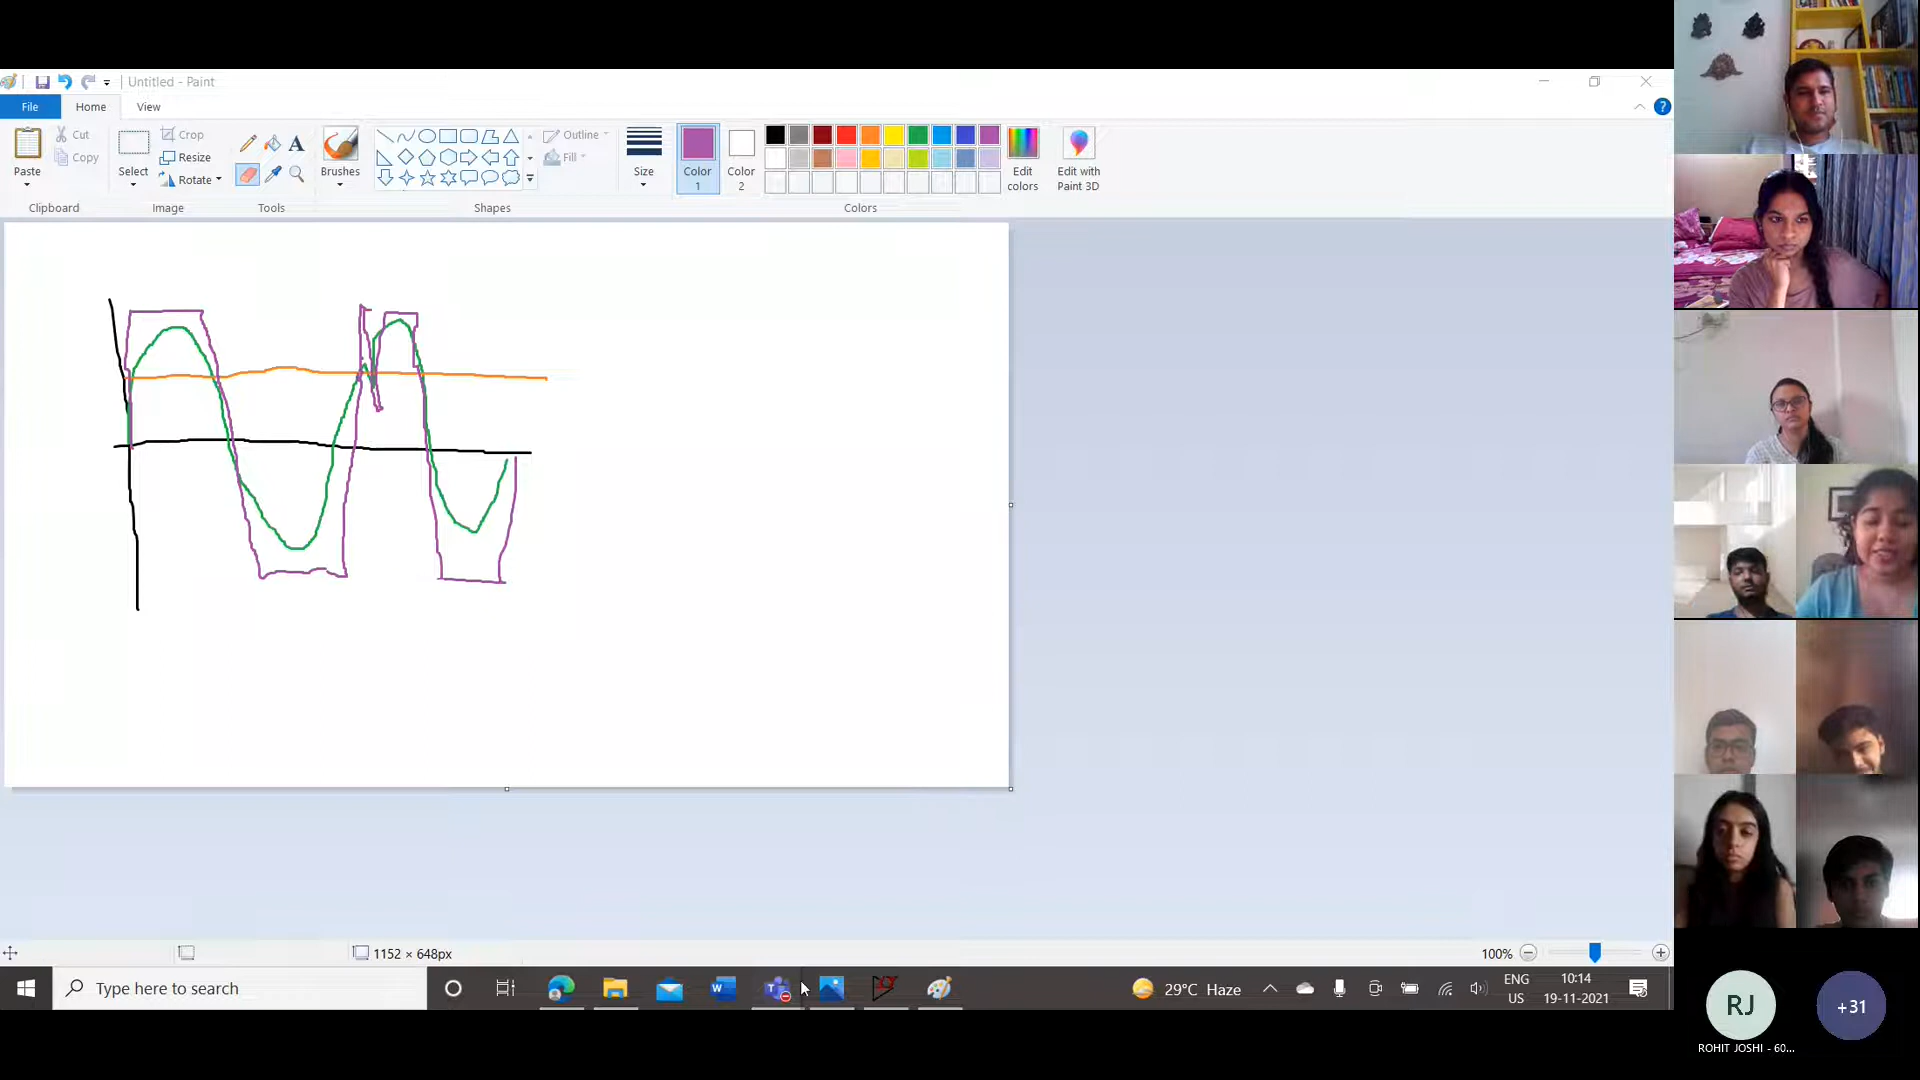 Untitled - Paint
File Home View
Paste
Cut
Copy
Clipboard
Select
Crop
Resize
Rotate
Image
A
Tools
Brushes
Outline
Fill
Shapes
Size
Color 1
Color 2
Edit colors
Edit with Paint 3D
Colors
?
1152 × 648px
100%
Type here to search
W
T
29°C Haze
ENG
US
10:14
19-11-2021
RJ
+31
ROHIT JOSHI - 60...